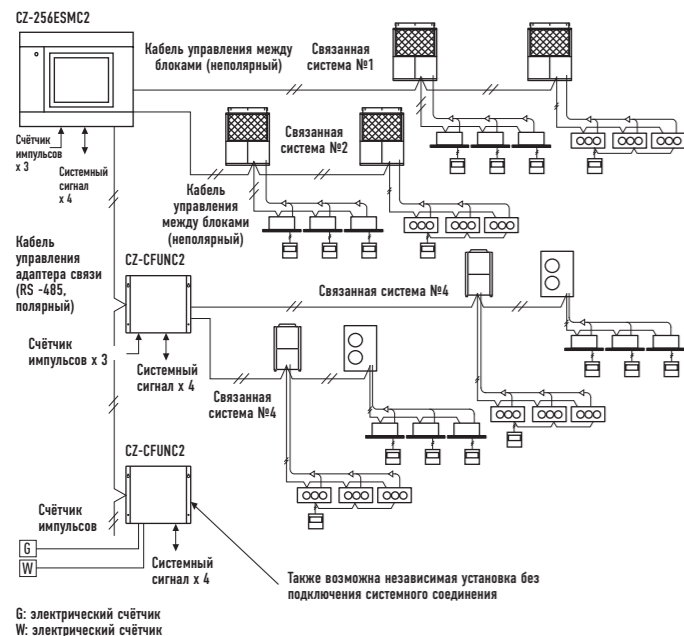 CZ-256ESMC2
Кабель управления между
блоками (неполярный)
Связанная
система №1
Счётчик
импульсов
х 3
Системный
сигнал
х 4
Связанная
система №2
Кабель
управления
между блоками
(неполярный)
Кабель
управления
адаптера связи
(RS -485,
полярный)
CZ-CFUNC2
Связанная система №4
Счётчик
импульсов х 3
Системный
сигнал х 4
Связанная
система №4
CZ-CFUNC2
Счётчик
импульсов
G
W
Системный
сигнал х 4
Также возможна независимая установка без
подключения системного соединения
G: электрический счётчик
W: электрический счётчик